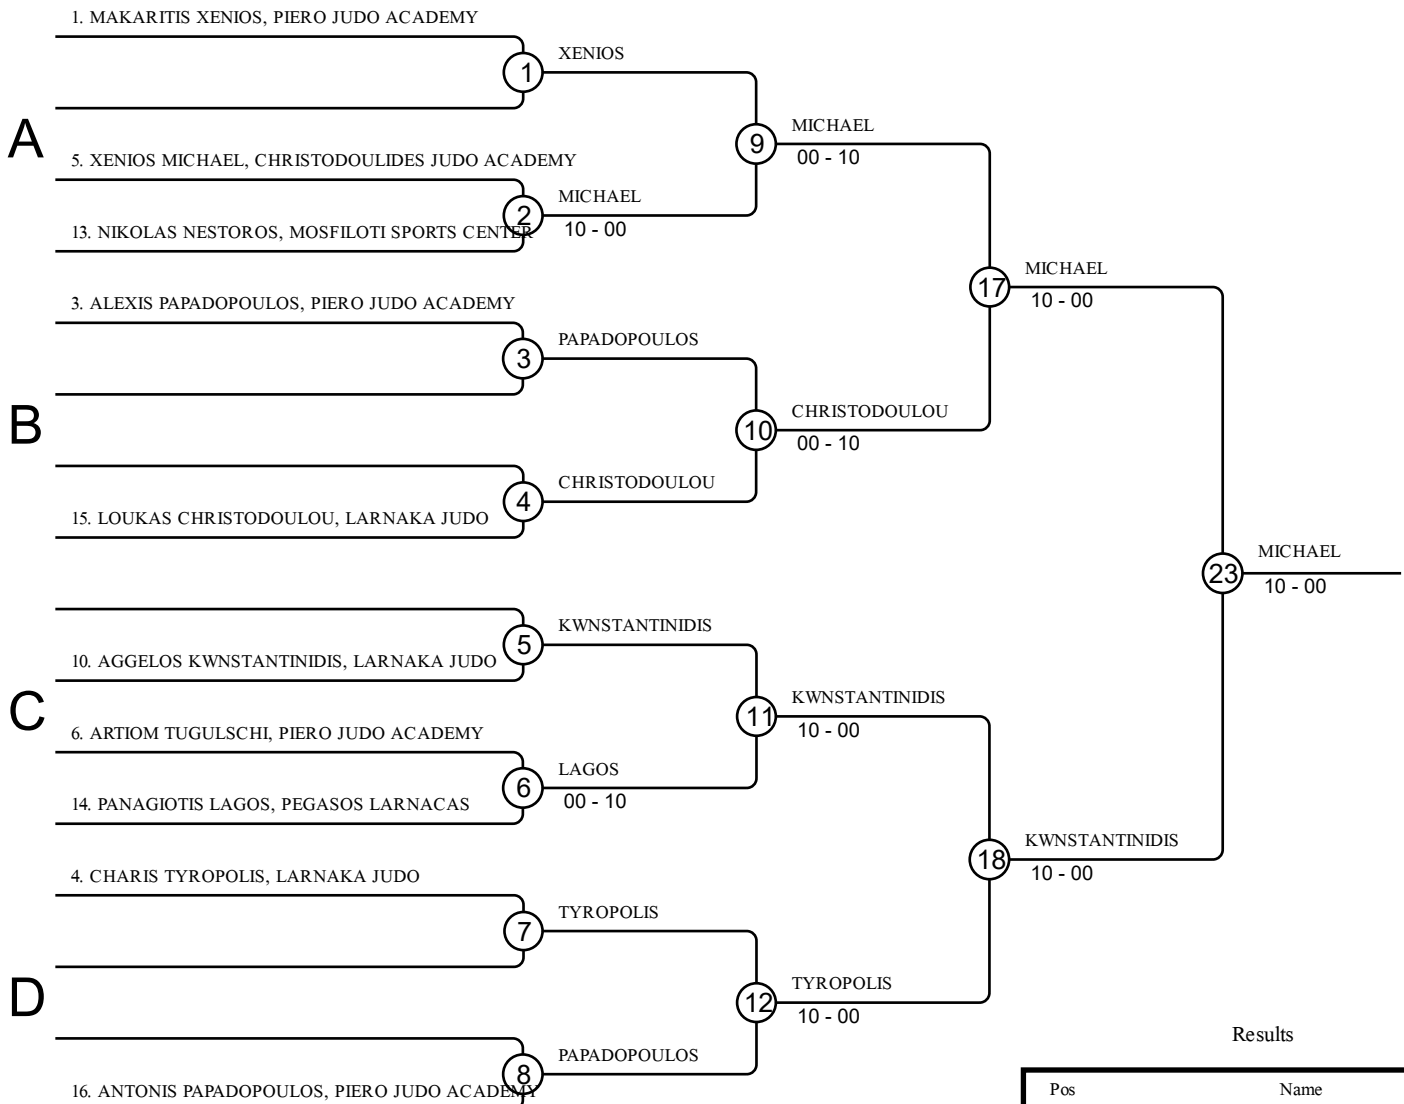 1. MAKARITIS XENIOS, PIERO JUDO ACADEMY
XENIOS
1
A
MICHAEL
9
00 - 10
5. XENIOS MICHAEL, CHRISTODOULIDES JUDO ACADEMY
MICHAEL
2
10 - 00
13. NIKOLAS NESTOROS, MOSFILOTI SPORTS CENTER
MICHAEL
17
10 - 00
3. ALEXIS PAPADOPOULOS, PIERO JUDO ACADEMY
PAPADOPOULOS
3
B
CHRISTODOULOU
10
00 - 10
CHRISTODOULOU
4
15. LOUKAS CHRISTODOULOU, LARNAKA JUDO
MICHAEL
23
10 - 00
KWNSTANTINIDIS
5
10. AGGELOS KWNSTANTINIDIS, LARNAKA JUDO
C
KWNSTANTINIDIS
11
10 - 00
6. ARTIOM TUGULSCHI, PIERO JUDO ACADEMY
LAGOS
6
00 - 10
14. PANAGIOTIS LAGOS, PEGASOS LARNACAS
KWNSTANTINIDIS
18
10 - 00
4. CHARIS TYROPOLIS, LARNAKA JUDO
TYROPOLIS
7
D
TYROPOLIS
12
10 - 00
PAPADOPOULOS
8
16. ANTONIS PAPADOPOULOS, PIERO JUDO ACADEMY
Results
Pos Name